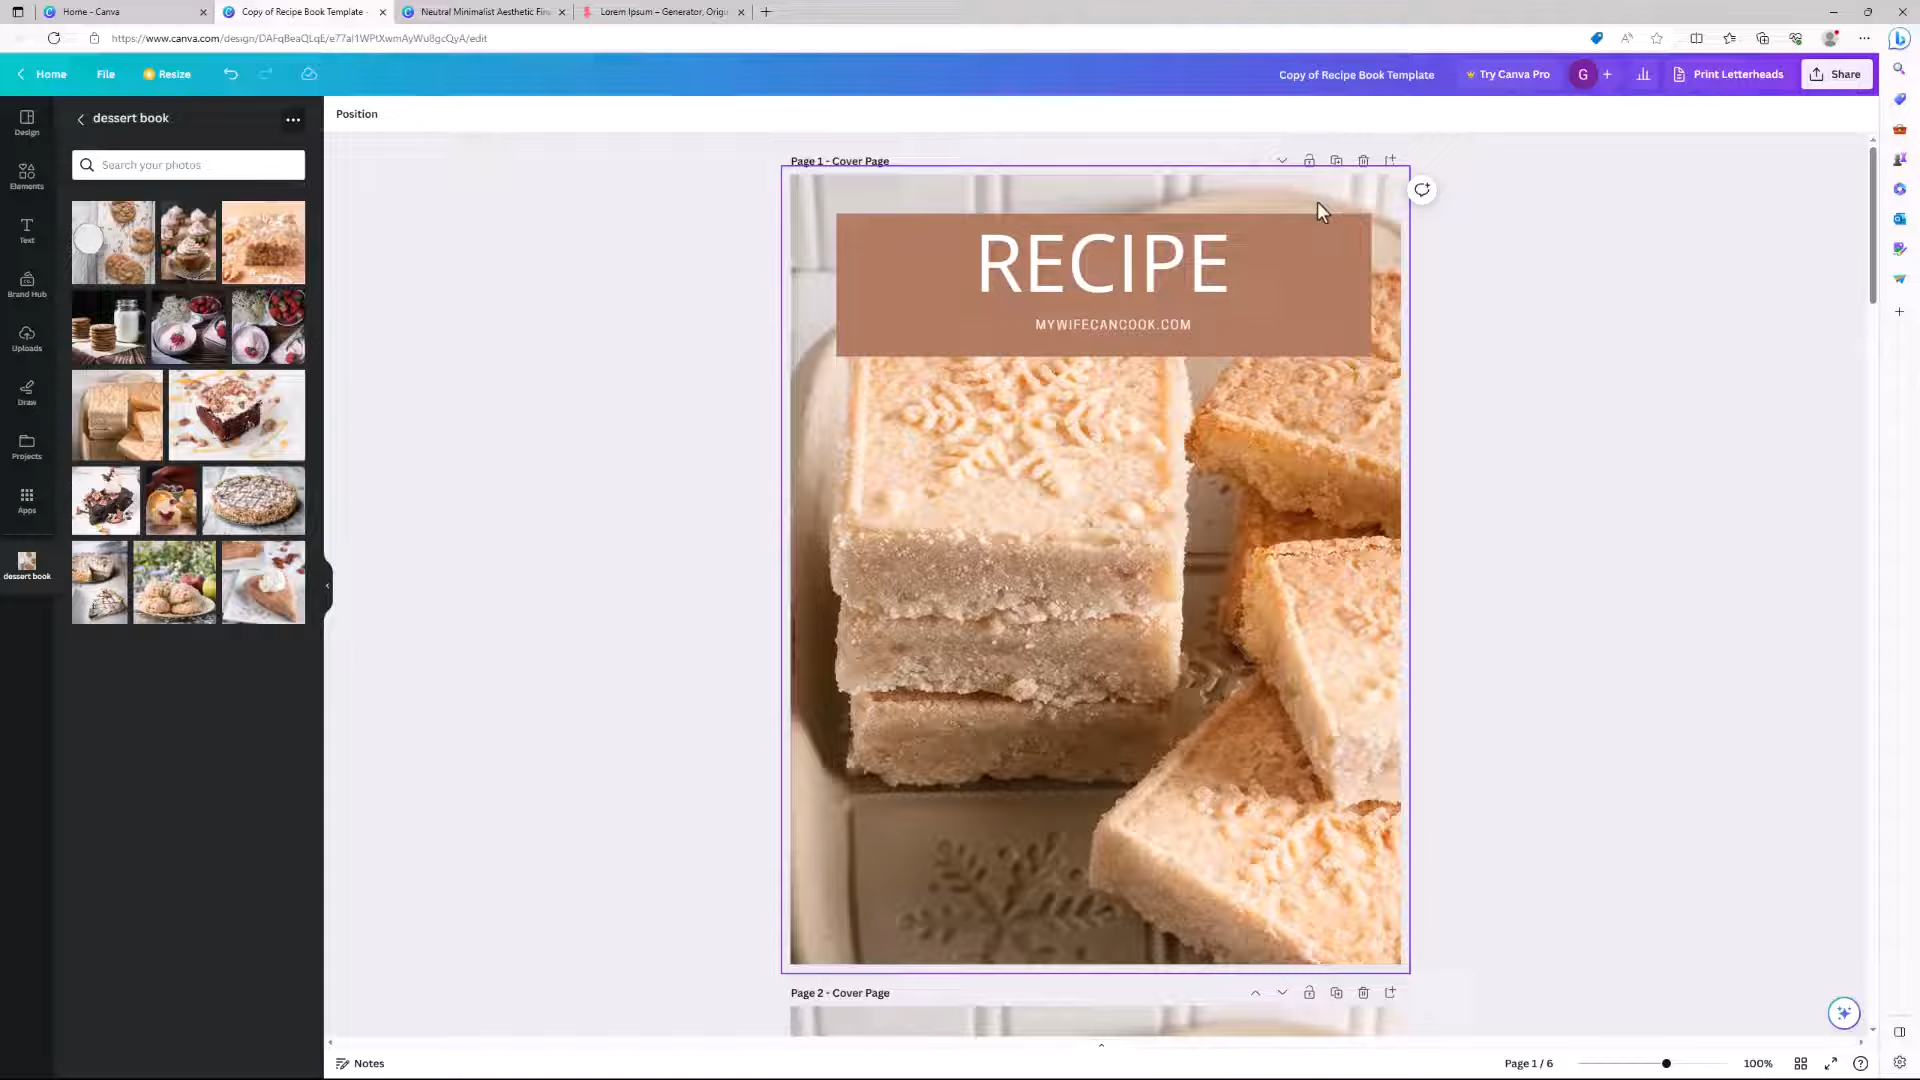 Home - Canva
Copy of Recipe Book Template -
Neutral Minimalist Aesthetic Fin
Lorem Ipsum – Generator, Origi
https://www.canva.com/design/DAFqBeaQLqE/e77al1WPtXwmAyWu8gcQyA/edit
Home
File
Resize
Copy of Recipe Book Template
Try Canva Pro
G
Print Letterheads
Share
Design
Elements
Text
Brand Hub
Uploads
Draw
Projects
Apps
dessert book
dessert book
Search your photos
Position
Page 1 - Cover Page
RECIPE
MYWIFECANCOOK.COM
Page 2 - Cover Page
Notes
Page 1 / 6
100%